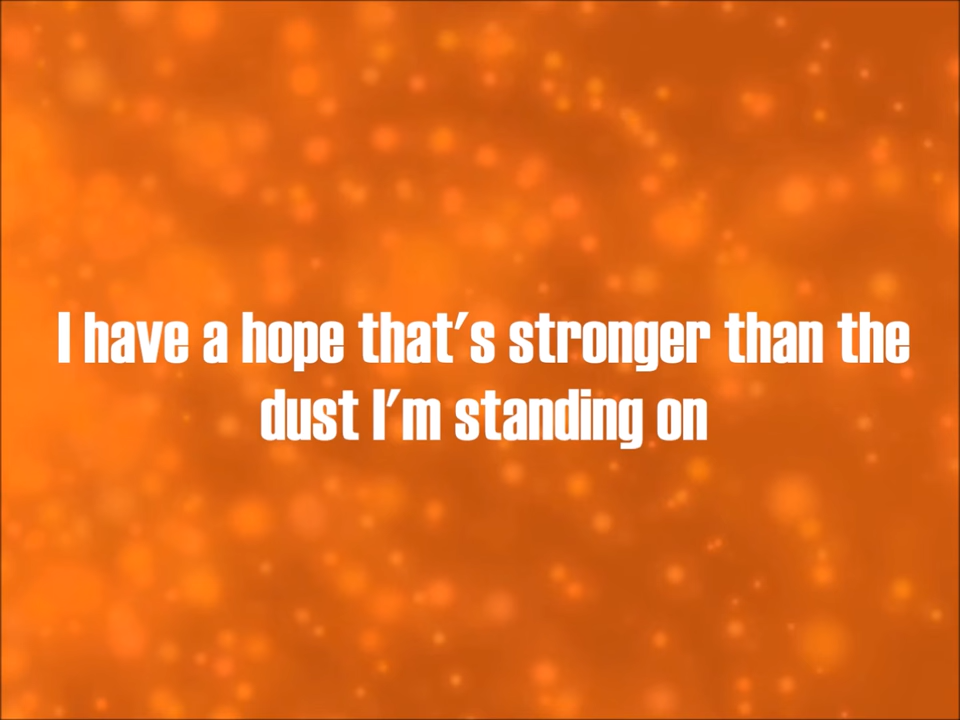 I have a hope that's stronger than the
dust I'm standing on